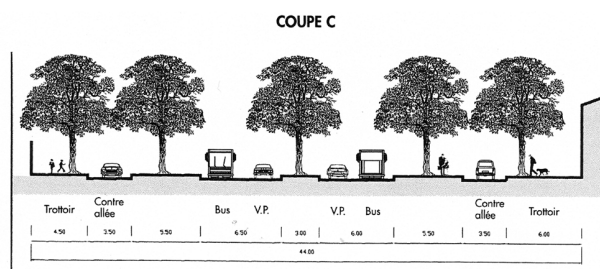 COUPE C
Trottoir Contre allée Bus V.P. V.P. Bus Contre allée Trottoir
4.50 3.50 5.50 6.50 3.00 6.00 5.50 3.50 6.00
44.00